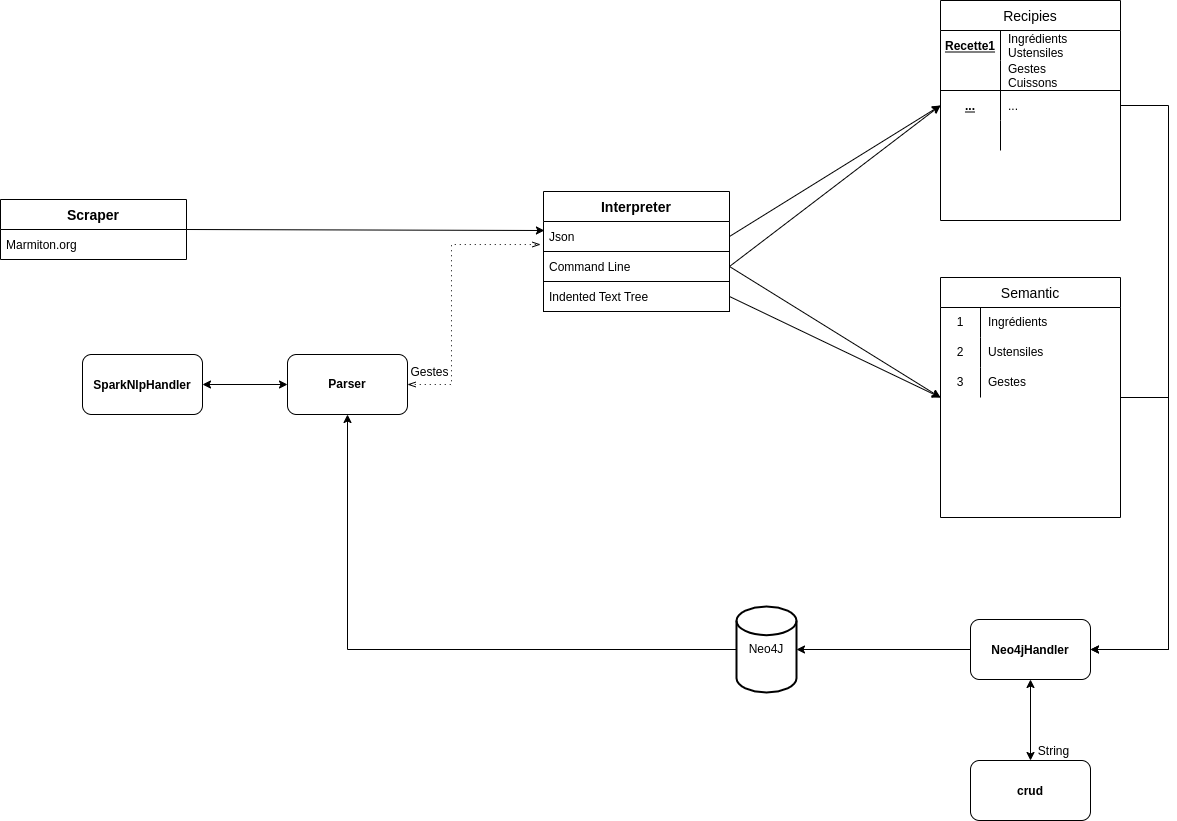 Recipies
Recette1
Ingrédients
Ustensiles
Gestes
Cuissons
...
...
Scraper
Marmiton.org
Interpreter
Json
Command Line
Indented Text Tree
Semantic
1
Ingrédients
2
Ustensiles
3
Gestes
SparkNlpHandler
Parser
Gestes
Neo4J
Neo4jHandler
String
crud